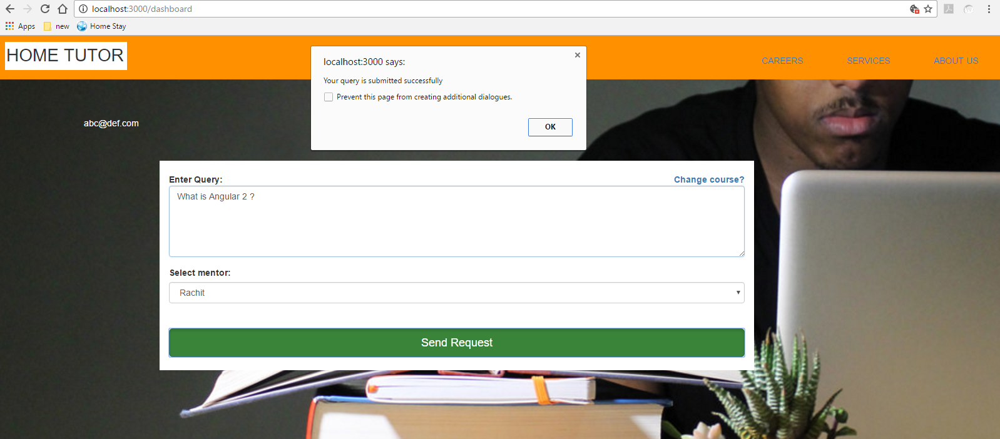 localhost:3000/dashboard
Apps
new
Home Stay
HOME TUTOR
CAREERS
SERVICES
ABOUT US
localhost:3000 says:
Your query is submitted successfully
Prevent this page from creating additional dialogues.
OK
abc@def.com
Enter Query:
Change course?
What is Angular 2 ?
Select mentor:
Rachit
Send Request